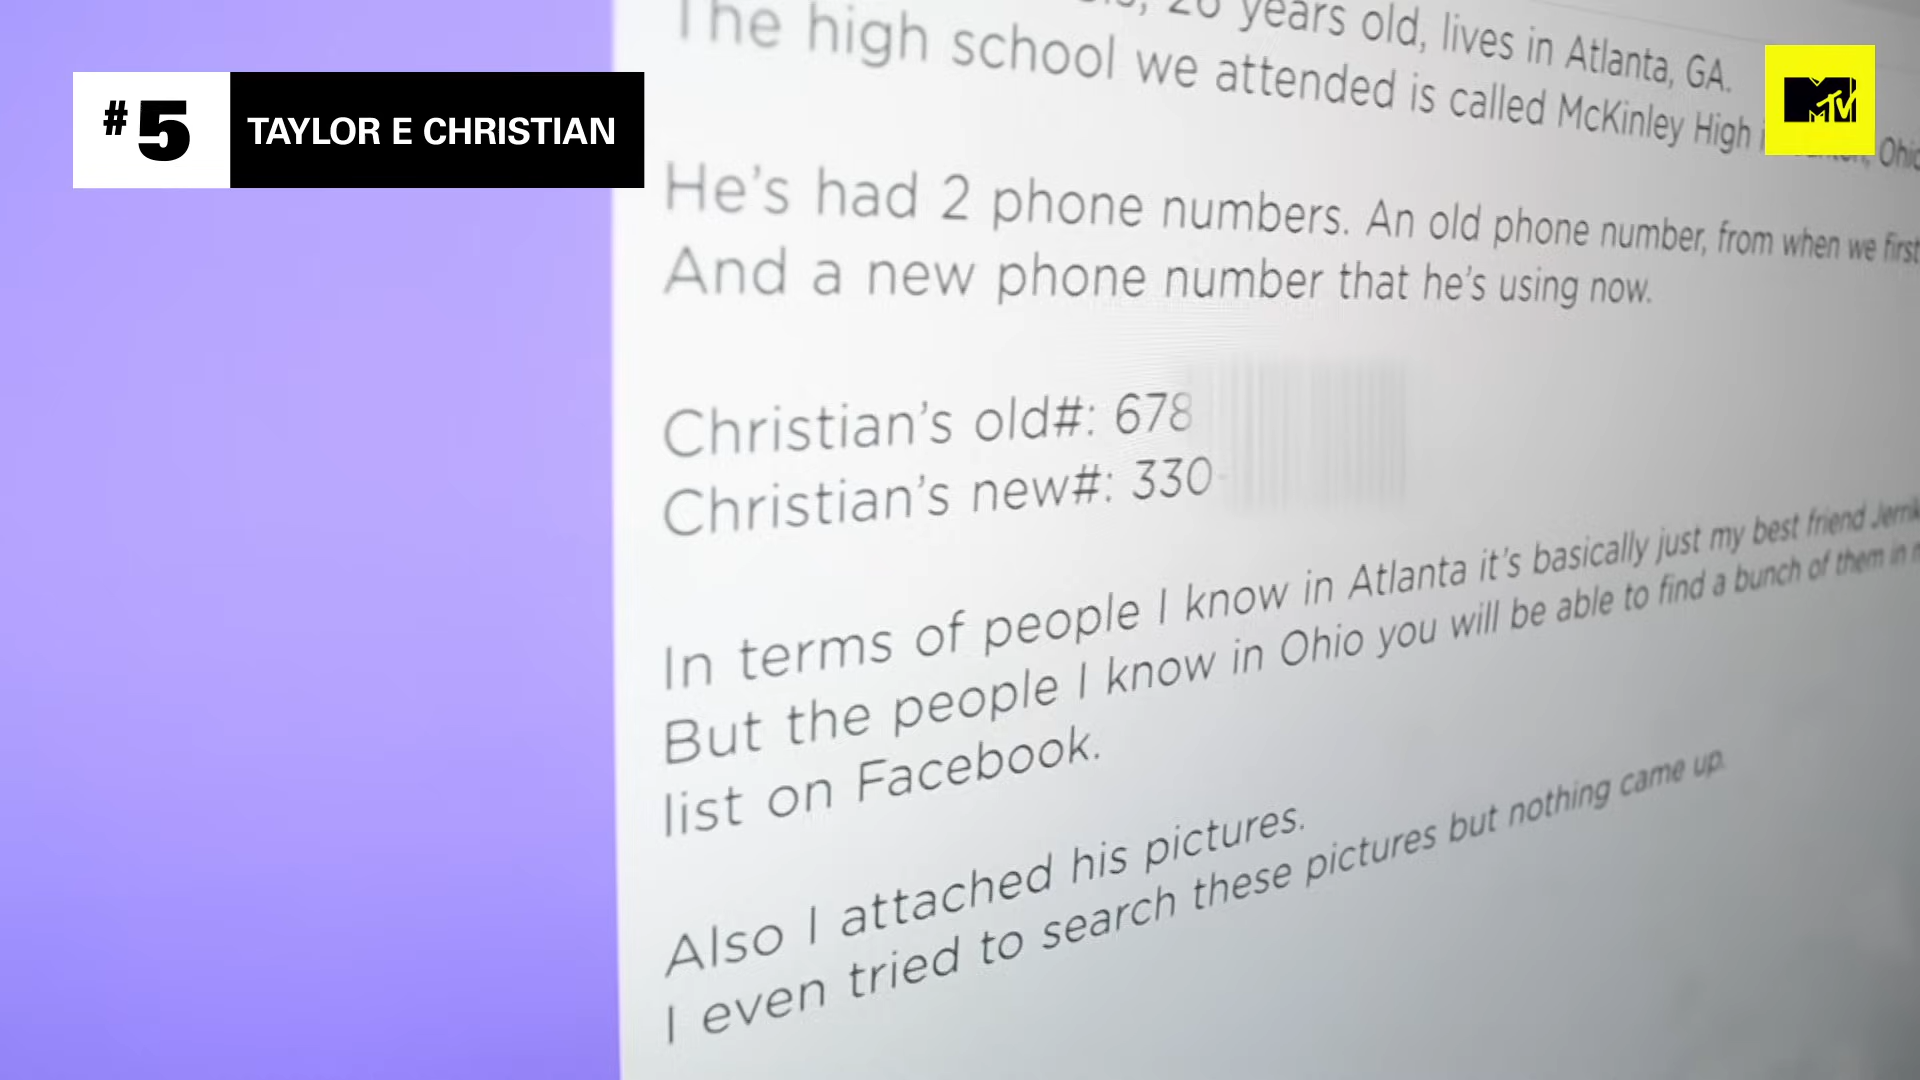 #5
TAYLOR E CHRISTIAN
MTV
years old, lives in Atlanta, GA.
The high school we attended is called McKinley High Ohio
He's had 2 phone numbers. An old phone number, from when we first
And a new phone number that he's using now.
Christian's old#: 678
Christian's new#: 330-
In terms of people I know in Atlanta it's basically just my best friend
But the people I know in Ohio you will be able to find a bunch of them in
list on Facebook.
Also I attached his pictures.
I even tried to search these pictures but nothing came up.